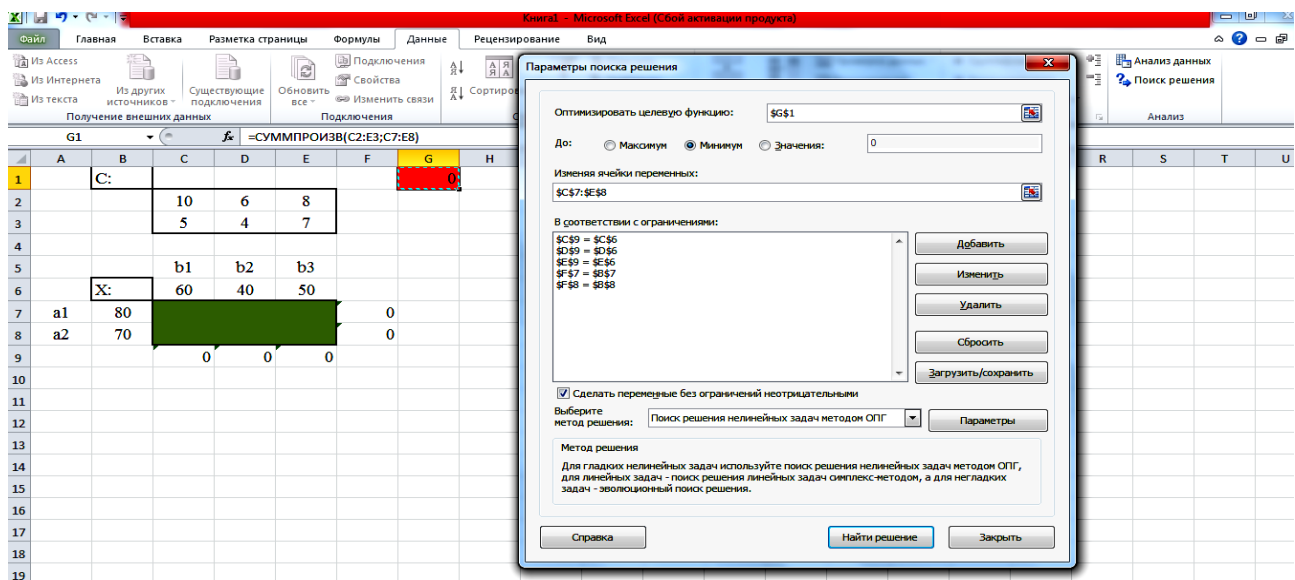 Книга1 - Microsoft Excel (Сбой активации продукта)
Файл Главная Вставка Разметка страницы Формулы Данные Рецензирование Вид
Из Access
Из Интернета
Из текста
Из других источников
Существующие подключения
Получение внешних данных
Обновить все
Подключения
Свойства
Изменить связи
Подключения
Анализ данных
Поиск решения
Анализ
G1 fx =СУММПРОИЗВ(C2:E3;C7:E8)
A B C D E F G H R S T U
1 C: 0
2 10 6 8
3 5 4 7
4
5 b1 b2 b3
6 X: 60 40 50
7 a1 80 0
8 a2 70 0
9 0 0 0
10
11
12
13
14
15
16
17
18
19
Параметры поиска решения
Оптимизировать целевую функцию: $G$1
До: Максимум Минимум Значения: 0
Изменяя ячейки переменных:
$C$7:$E$8
В соответствии с ограничениями:
$C$9 = $C$6
$D$9 = $D$6
$E$9 = $E$6
$F$7 = $B$7
$F$8 = $B$8
Добавить
Изменить
Удалить
Сбросить
Загрузить/сохранить
Сделать переменные без ограничений неотрицательными
Выберите метод решения: Поиск решения нелинейных задач методом ОПГ Параметры
Метод решения
Для гладких нелинейных задач используйте поиск решения нелинейных задач методом ОПГ,
для линейных задач - поиск решения линейных задач симплекс-методом, а для негладких
задач - эволюционный поиск решения.
Справка Найти решение Закрыть